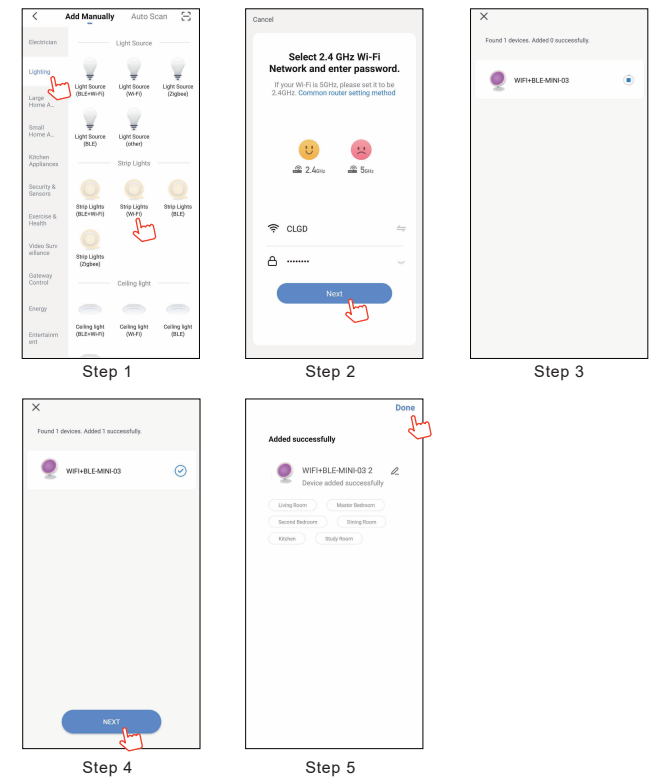 Add Manually Auto Scan
Electrician
Lighting
Large
Home A...
Small
Home A...
Kitchen
Appliances
Security &
Sensors
Exercise &
Health
Video Surv
eillance
Gateway
Control
Energy
Entertainm
ent
Light Source
Light Source Light Source Light Source
(BLE+Wi-Fi) (Wi-Fi) (Zigbee)
Light Source Light Source
(BLE) (other)
Strip Lights
Strip Lights Strip Lights Strip Lights
(BLE+Wi-Fi) (Wi-Fi) (BLE)
Strip Lights
(Zigbee)
Ceiling light
Ceiling light Ceiling light Ceiling light
(BLE+Wi-Fi) (Wi-Fi) (BLE)
Step 1
Cancel
Select 2.4 GHz Wi-Fi
Network and enter password.
If your Wi-Fi is 5GHz, please set it to be
2.4GHz. Common router setting method
2.4GHz 5GHz
CLGD
••••••••
Next
Step 2
Found 1 devices. Added 0 successfully.
WIFI+BLE-MINI-03
Step 3
Found 1 devices. Added 1 successfully.
WIFI+BLE-MINI-03
NEXT
Step 4
Done
Added successfully
WIFI+BLE-MINI-03 2
Device added successfully
Living Room Master Bedroom
Second Bedroom Dining Room
Kitchen Study Room
Step 5